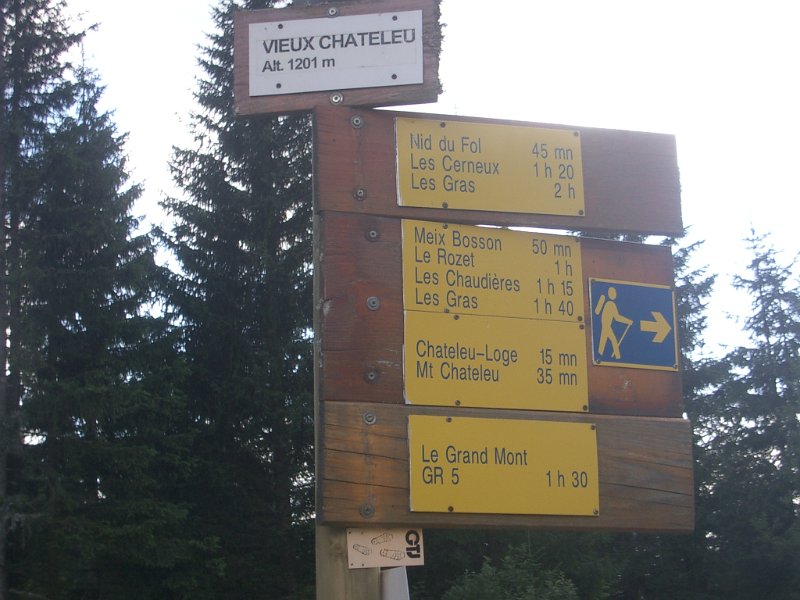 VIEUX CHATELEU
Alt. 1201 m
Nid du Fol 45 mn
Les Cerneux 1 h 20
Les Gras 2 h
Meix Bosson 50 mn
Le Rozet 1 h
Les Chaudières 1 h 15
Les Gras 1 h 40
Chateleu-Loge 15 mn
Mt Chateleu 35 mn
Le Grand Mont
GR 5 1 h 30
GTJ